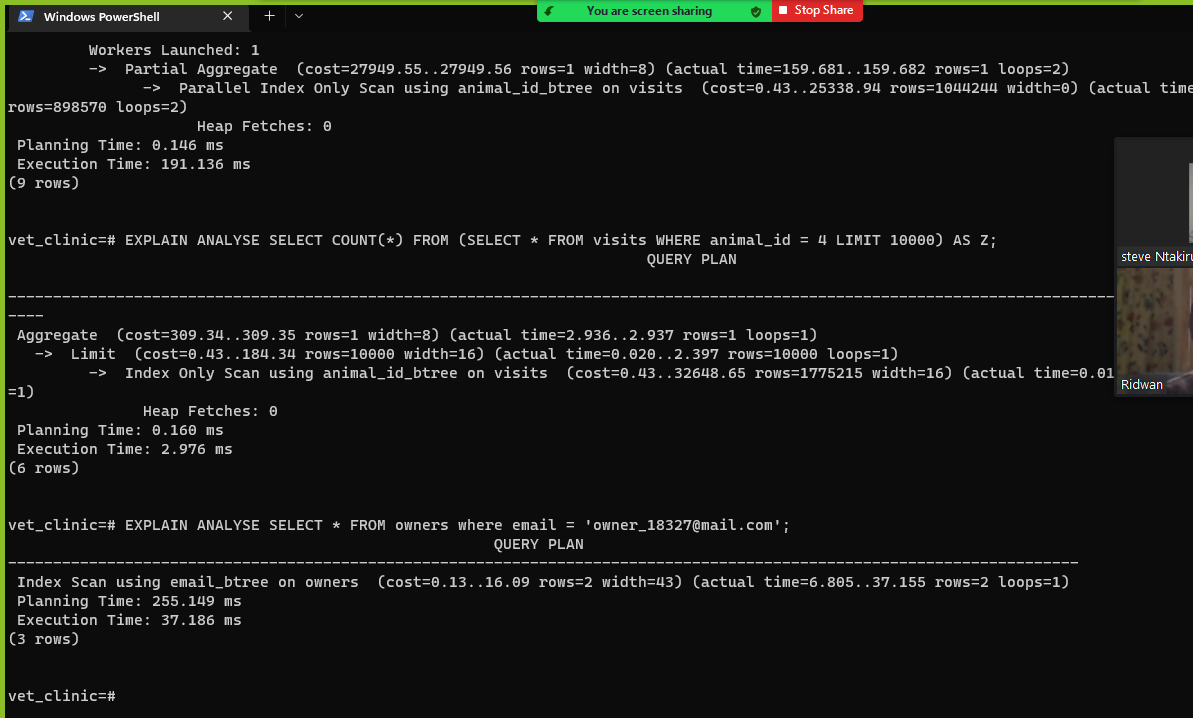 Windows PowerShell
You are screen sharing
Stop Share
Workers Launched: 1
-> Partial Aggregate (cost=27949.55..27949.56 rows=1 width=8) (actual time=159.681..159.682 rows=1 loops=2)
-> Parallel Index Only Scan using animal_id_btree on visits (cost=0.43..25338.94 rows=1044244 width=0) (actual time
rows=898570 loops=2)
Heap Fetches: 0
Planning Time: 0.146 ms
Execution Time: 191.136 ms
(9 rows)
vet_clinic=# EXPLAIN ANALYSE SELECT COUNT(*) FROM (SELECT * FROM visits WHERE animal_id = 4 LIMIT 10000) AS Z;
QUERY PLAN
Aggregate (cost=309.34..309.35 rows=1 width=8) (actual time=2.936..2.937 rows=1 loops=1)
-> Limit (cost=0.43..184.34 rows=10000 width=16) (actual time=0.020..2.397 rows=10000 loops=1)
-> Index Only Scan using animal_id_btree on visits (cost=0.43..32648.65 rows=1775215 width=16) (actual time=0.01
=1)
Heap Fetches: 0
Planning Time: 0.160 ms
Execution Time: 2.976 ms
(6 rows)
vet_clinic=# EXPLAIN ANALYSE SELECT * FROM owners where email = 'owner_18327@mail.com';
QUERY PLAN
Index Scan using email_btree on owners (cost=0.13..16.09 rows=2 width=43) (actual time=6.805..37.155 rows=2 loops=1)
Planning Time: 255.149 ms
Execution Time: 37.186 ms
(3 rows)
vet_clinic=#
steve Ntakiru
Ridwan